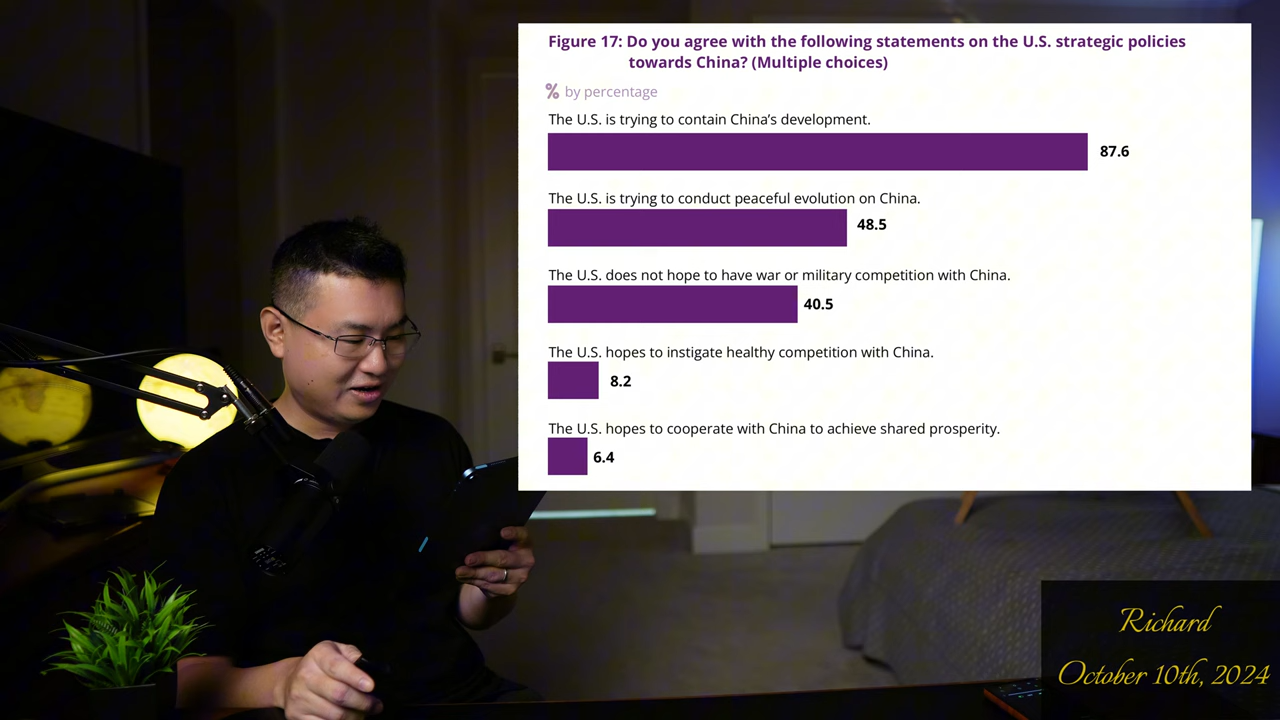 Figure 17: Do you agree with the following statements on the U.S. strategic policies
towards China? (Multiple choices)
% by percentage
The U.S. is trying to contain China’s development.
87.6
The U.S. is trying to conduct peaceful evolution on China.
48.5
The U.S. does not hope to have war or military competition with China.
40.5
The U.S. hopes to instigate healthy competition with China.
8.2
The U.S. hopes to cooperate with China to achieve shared prosperity.
6.4
Richard
October 10th, 2024